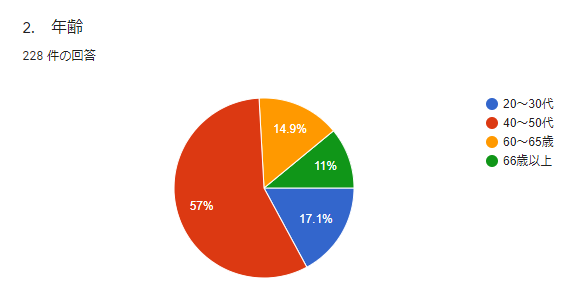 2. 年齢
228 件の回答
20～30代
40～50代
60～65歳
66歳以上
14.9%
11%
57%
17.1%